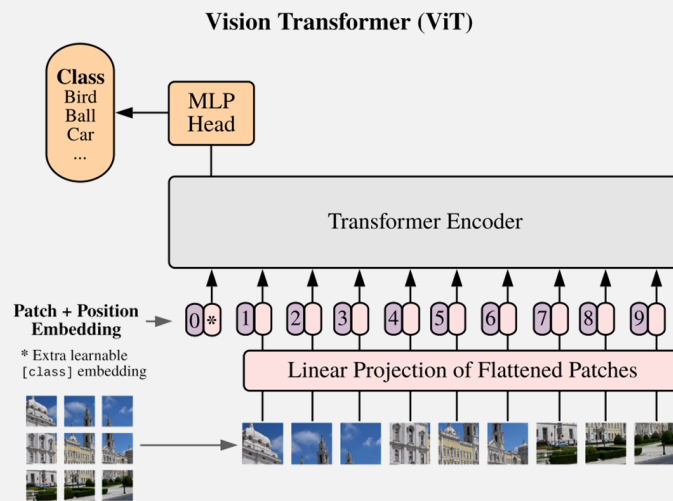 Vision Transformer (ViT)
Class
Bird
Ball
Car
...
MLP
Head
Transformer Encoder
Patch + Position
Embedding
0 * 1 2 3 4 5 6 7 8 9
* Extra learnable
[class] embedding
Linear Projection of Flattened Patches